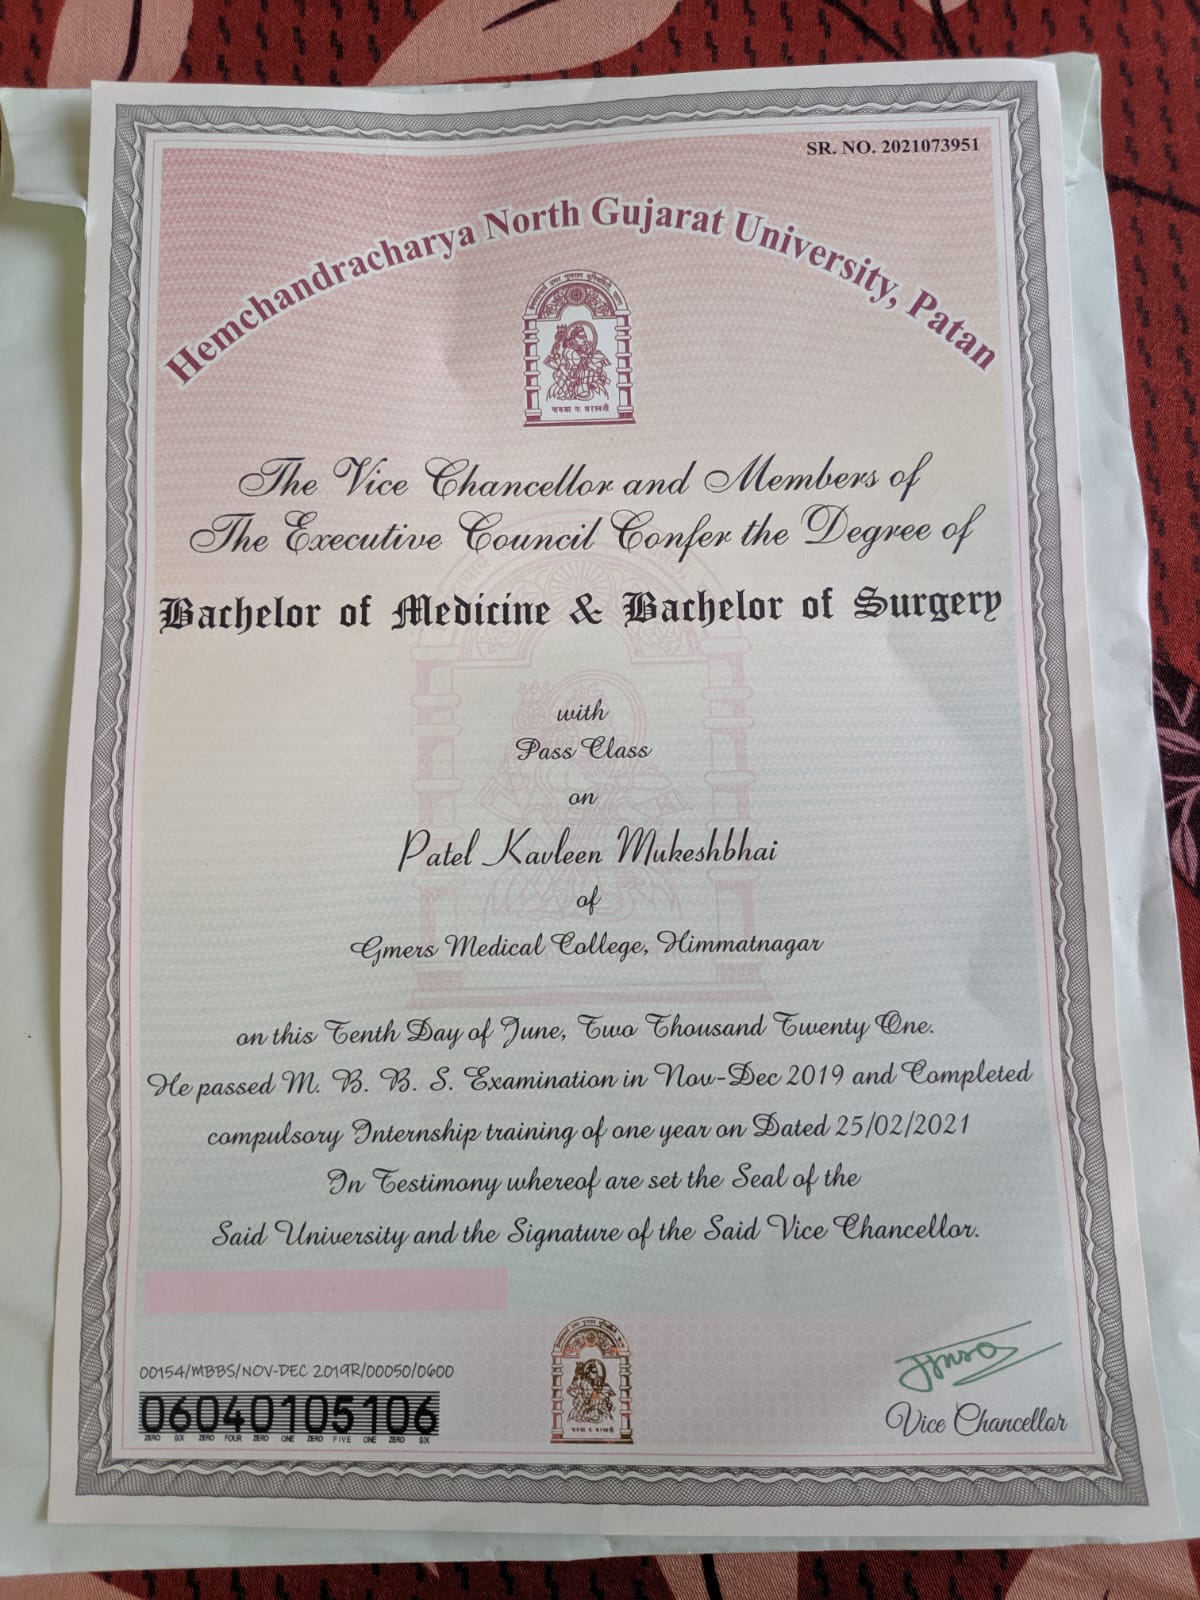 SR. NO. 2021073951
Hemchandracharya North Gujarat University, Patan
पावका नः सरस्वती
The Vice Chancellor and Members of
The Executive Council Confer the Degree of
Bachelor of Medicine & Bachelor of Surgery
with
Pass Class
on
Patel Kavleen Mukeshbhai
of
Gmers Medical College, Himmatnagar
on this Tenth Day of June, Two Thousand Twenty One.
He passed M. B. B. S. Examination in Nov-Dec 2019 and Completed
compulsory Internship training of one year on Dated 25/02/2021
In Testimony whereof are set the Seal of the
Said University and the Signature of the Said Vice Chancellor.
00154/MBBS/NOV-DEC 2019R/00050/0600
06040105106
ZERO SIX ZERO FOUR ZERO ONE ZERO FIVE ONE ZERO SIX
Vice Chancellor